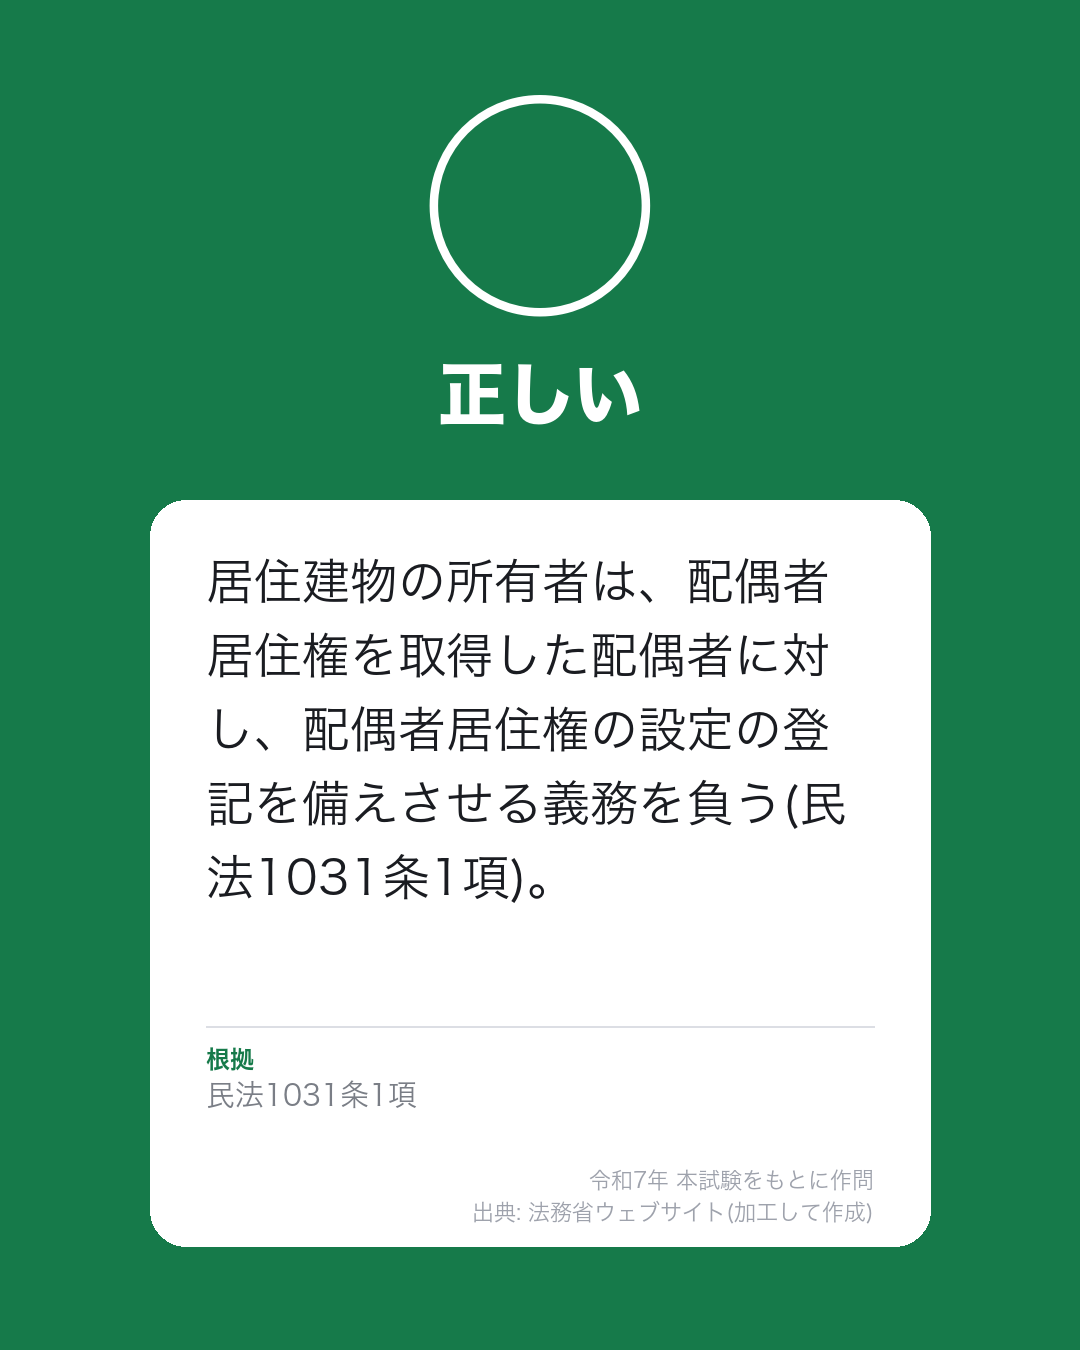 正しい
居住建物の所有者は、配偶者
居住権を取得した配偶者に対
し、配偶者居住権の設定の登
記を備えさせる義務を負う(民
法1031条1項)。
根拠
民法1031条1項
令和7年 本試験をもとに作問
出典: 法務省ウェブサイト(加工して作成)